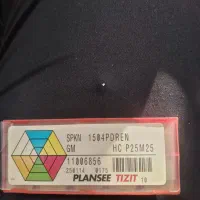 SPKN 1504PDREN
GM HC P25M25
11006856
PLANSEE TIZIT